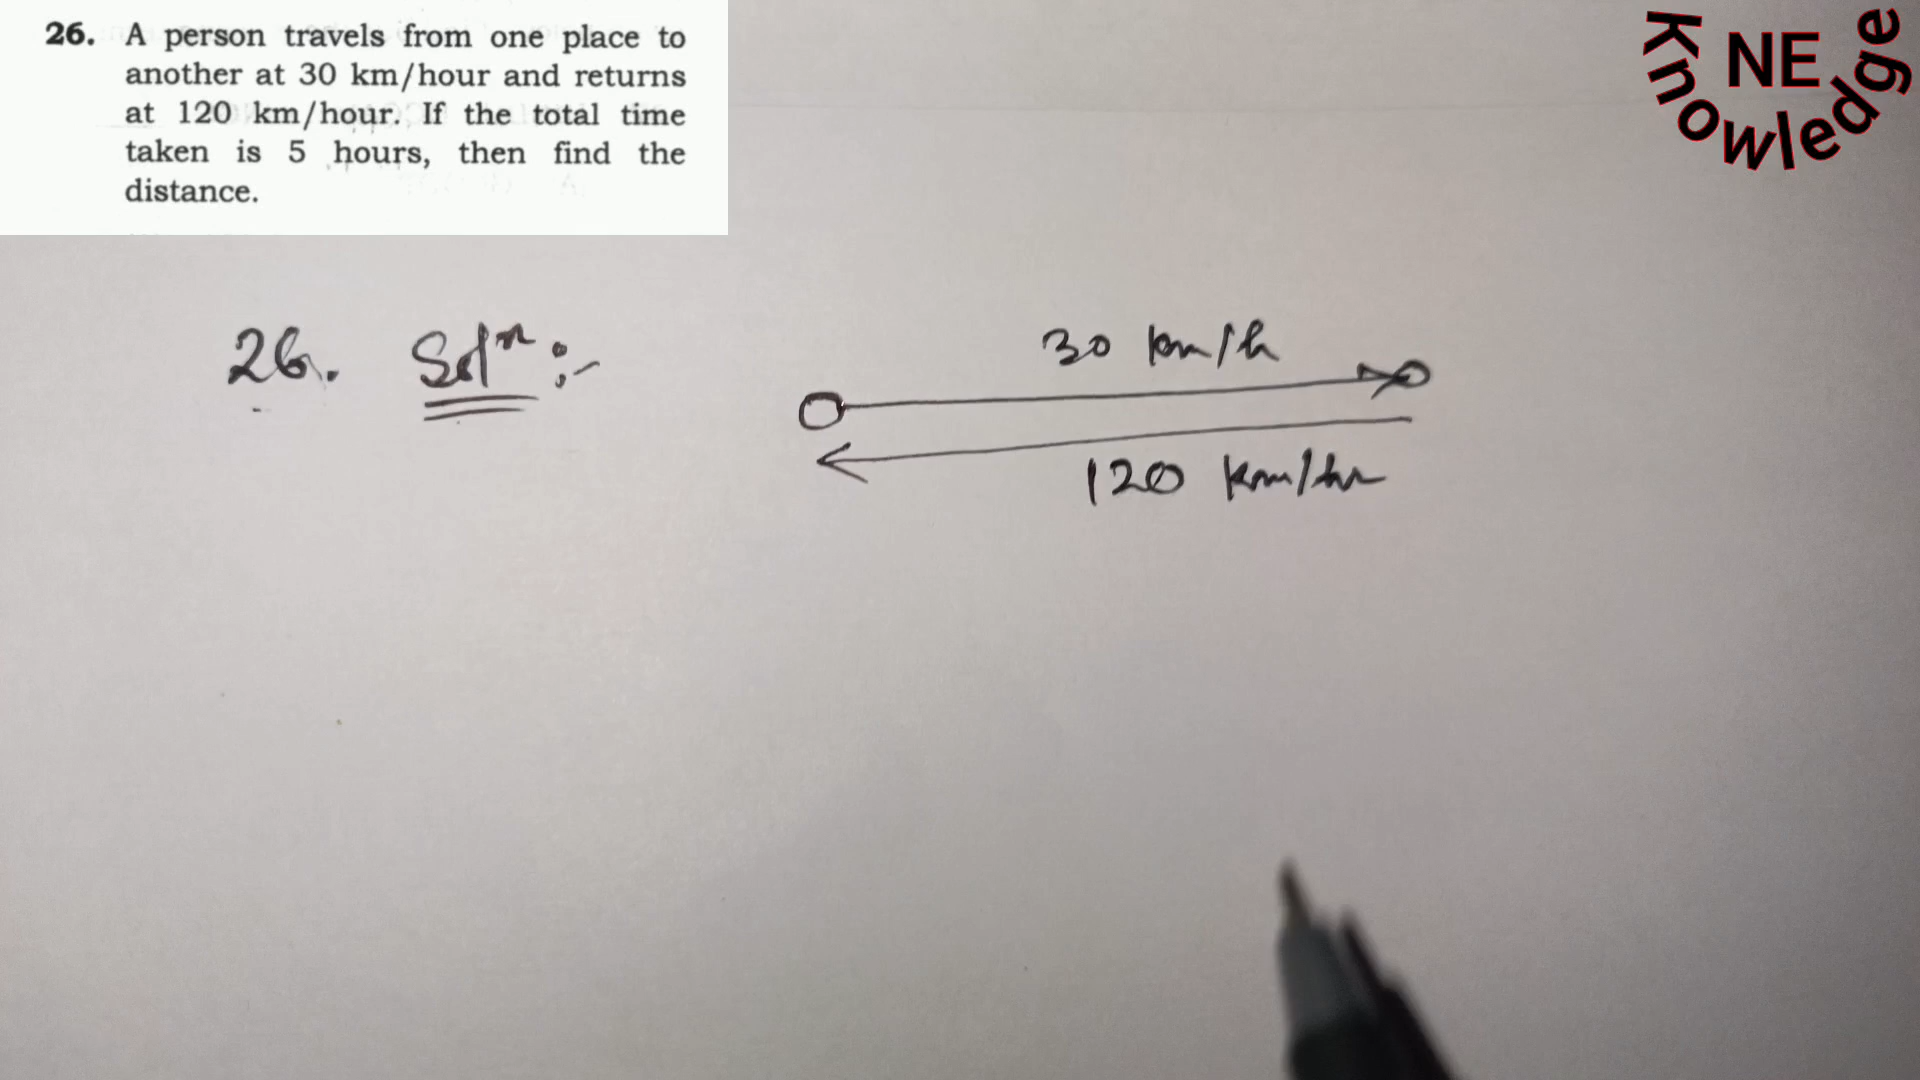 26. A person travels from one place to
another at 30 km/hour and returns
at 120 km/hour. If the total time
taken is 5 hours, then find the
distance.
NE
Knowledge
26. Solⁿ :-
30 km/h
120 km/hr